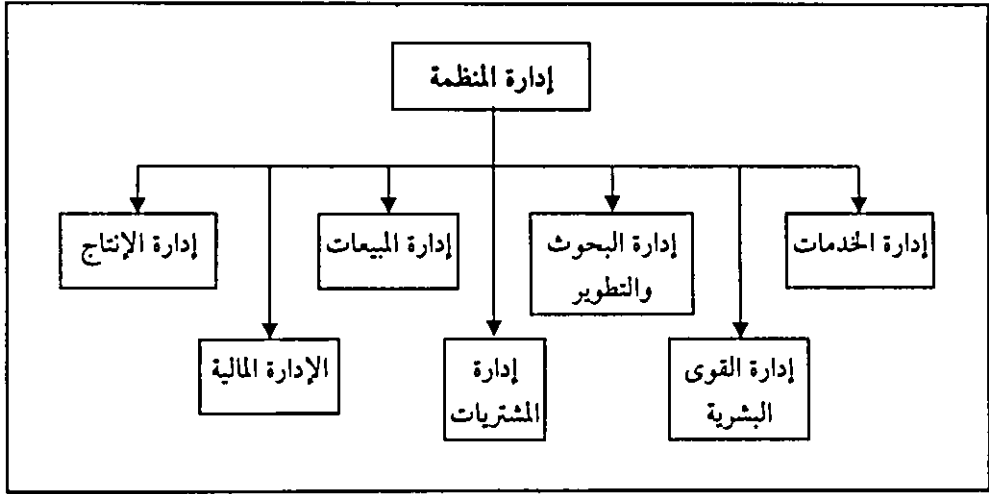 إدارة المنظمة
إدارة الخدمات
إدارة البحوث
والتطوير
إدارة المبيعات
إدارة الإنتاج
إدارة القوى
البشرية
إدارة
المشتريات
الإدارة المالية